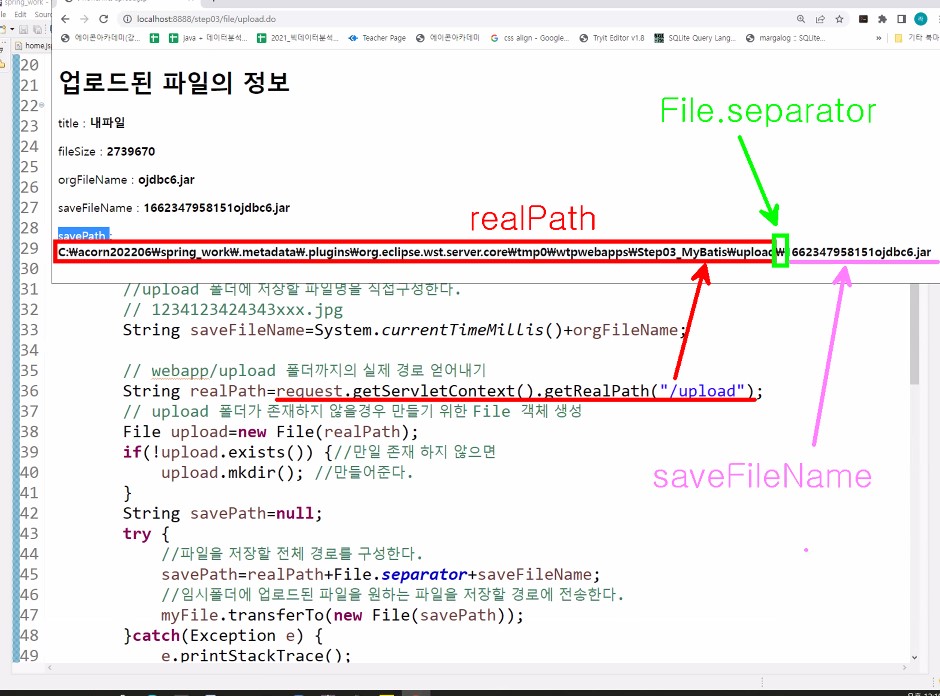 localhost:8888/step03/file/upload.do
에이콘아카데미(강...
java + 데이터분석...
2021_빅데이터분석...
Teacher Page
에이콘아카데미
css align - Google...
Tryit Editor v1.8
SQLite Query Lang...
margalog :: SQLite...
»
기타 북마
Edit
home.js
업로드된 파일의 정보
title : 내파일
fileSize : 2739670
orgFileName : ojdbc6.jar
saveFileName : 1662347958151ojdbc6.jar
savePath :
C:\acorn202206\spring_work\.metadata\.plugins\org.eclipse.wst.server.core\tmp0\wtpwebapps\Step03_MyBatis\upload\1662347958151ojdbc6.jar
File.separator
realPath
saveFileName
20
21
22
23
24
25
26
27
28
29
30
31 //upload 폴더에 저장할 파일명을 직접구성한다.
32 // 1234123424343xxx.jpg
33 String saveFileName=System.currentTimeMillis()+orgFileName;
34
35 // webapp/upload 폴더까지의 실제 경로 얻어내기
36 String realPath=request.getServletContext().getRealPath("/upload");
37 // upload 폴더가 존재하지 않을경우 만들기 위한 File 객체 생성
38 File upload=new File(realPath);
39 if(!upload.exists()) {//만일 존재 하지 않으면
40 upload.mkdir(); //만들어준다.
41 }
42 String savePath=null;
43 try {
44 //파일을 저장할 전체 경로를 구성한다.
45 savePath=realPath+File.separator+saveFileName;
46 //임시폴더에 업로드된 파일을 원하는 파일을 저장할 경로에 전송한다.
47 myFile.transferTo(new File(savePath));
48 }catch(Exception e) {
49 e.printStackTrace();